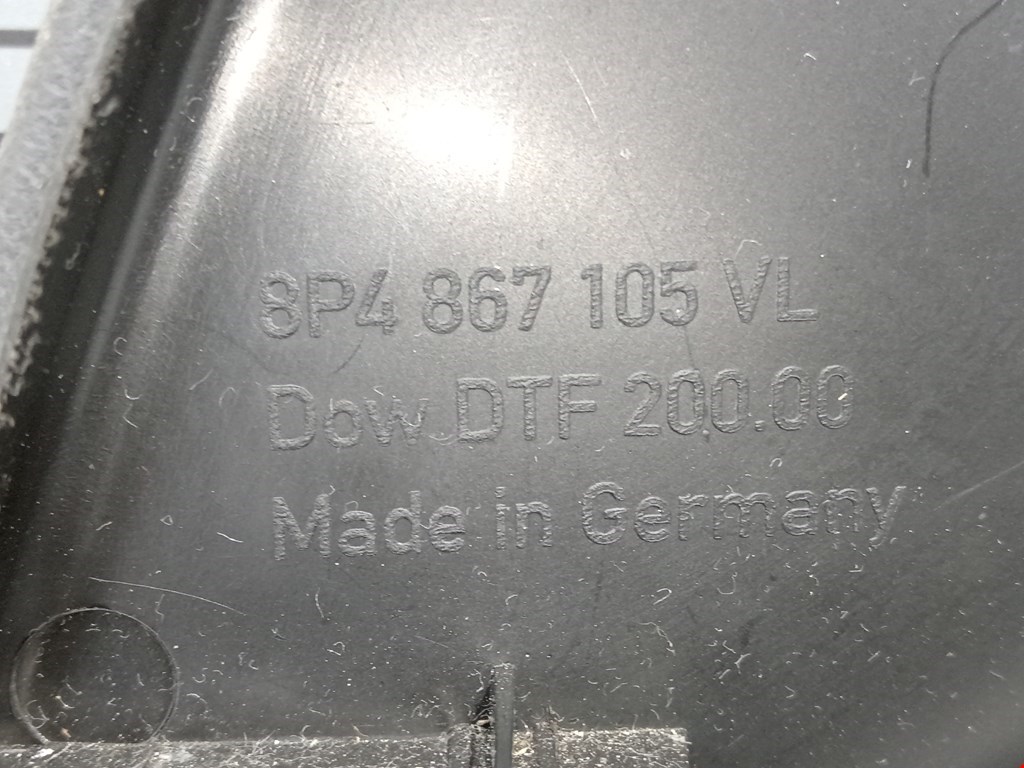 8P4 867 105 VL
Dow DTF 200.00
Made in Germany